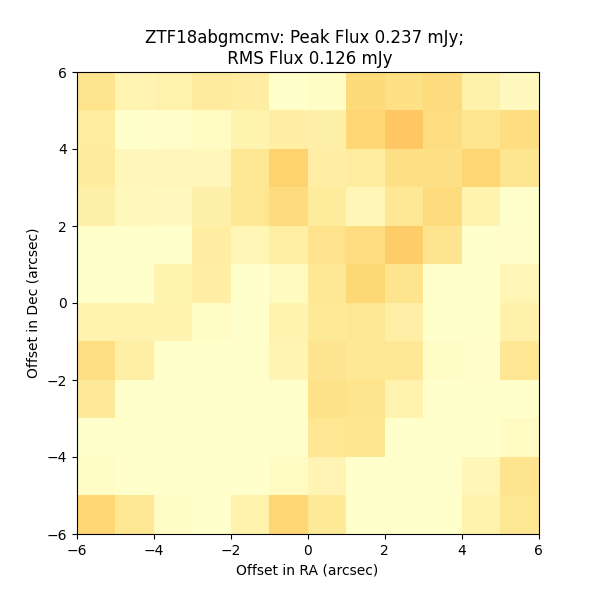 ZTF18abgmcmv: Peak Flux 0.237 mJy;
RMS Flux 0.126 mJy
6
4
2
0
−2
−4
−6
Offset in Dec (arcsec)
−6 −4 −2 0 2 4 6
Offset in RA (arcsec)